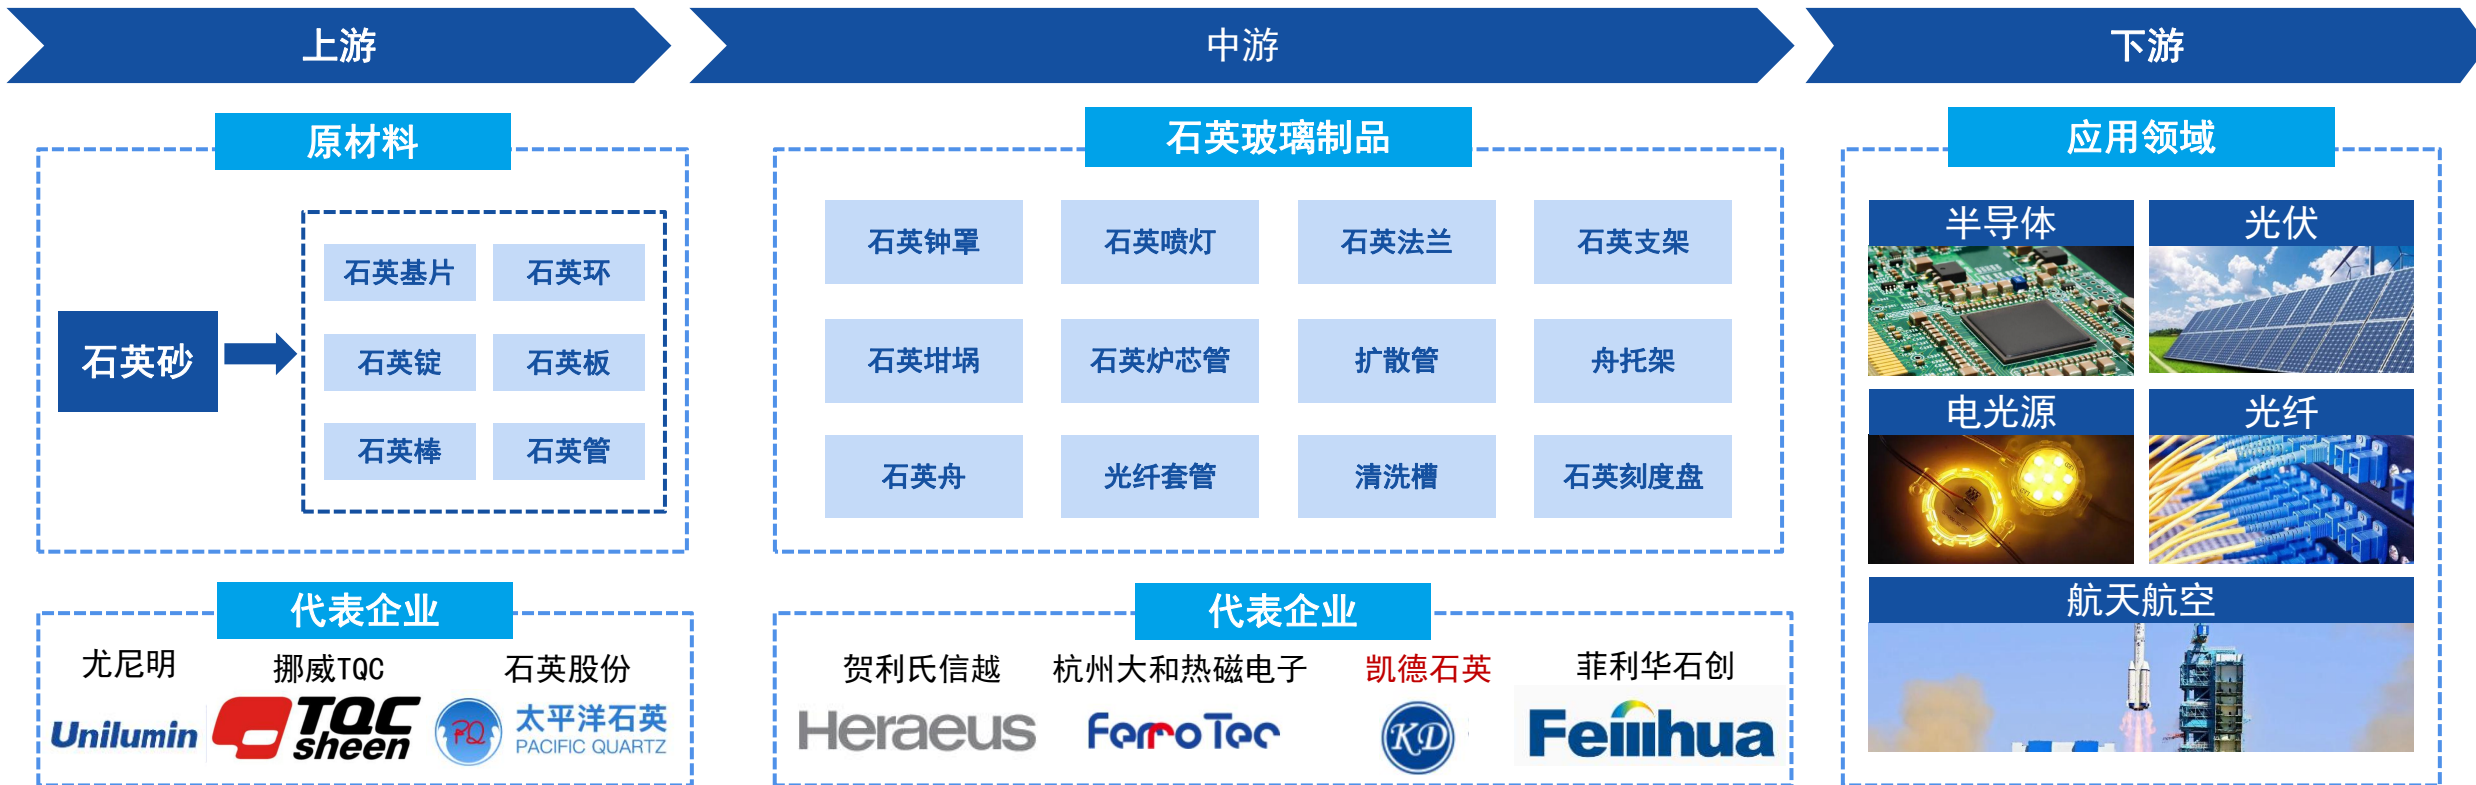 上游
中游
下游
原材料
石英玻璃制品
应用领域
石英砂
石英基片
石英环
石英锭
石英板
石英棒
石英管
石英钟罩
石英喷灯
石英法兰
石英支架
石英坩埚
石英炉芯管
扩散管
舟托架
石英舟
光纤套管
清洗槽
石英刻度盘
半导体
光伏
电光源
光纤
航天航空
代表企业
尤尼明
挪威TQC
石英股份
Unilumin
TQC
sheen
PQ
太平洋石英
PACIFIC QUARTZ
代表企业
贺利氏信越
杭州大和热磁电子
凯德石英
菲利华石创
Heraeus
FerroTec
KD
Feilihua